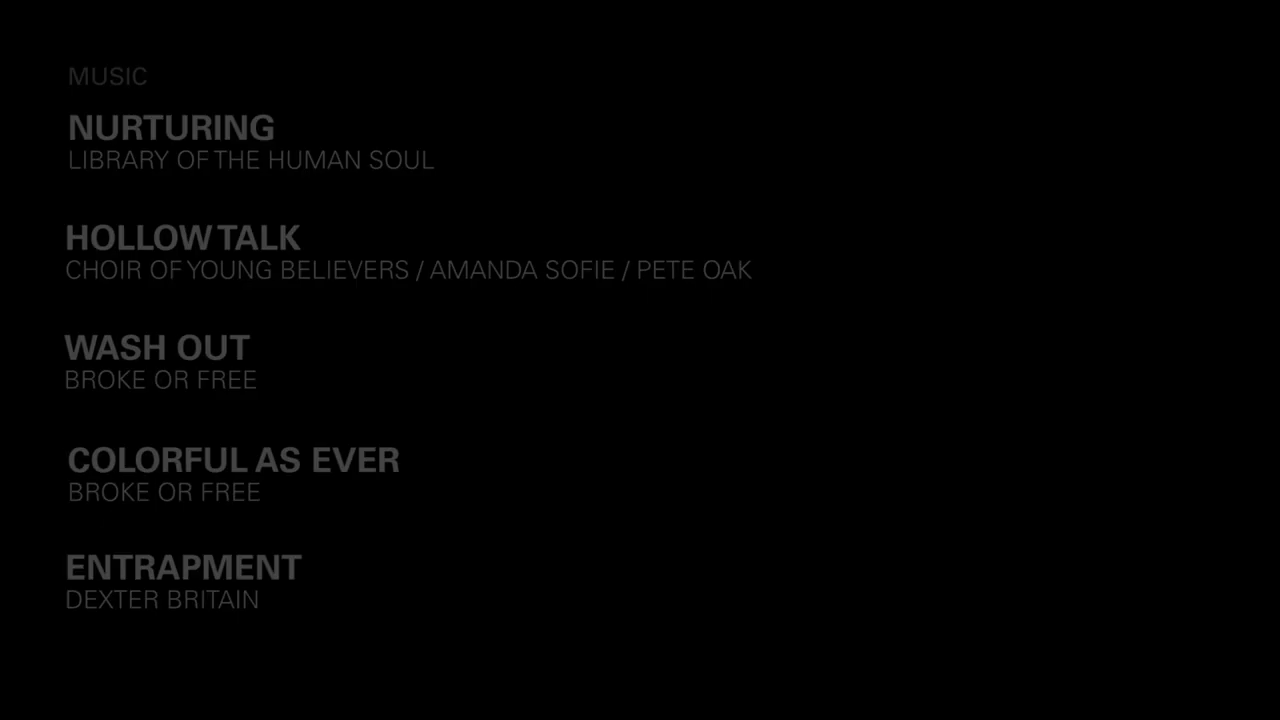 MUSIC
NURTURING
LIBRARY OF THE HUMAN SOUL
HOLLOW TALK
CHOIR OF YOUNG BELIEVERS / AMANDA SOFIE / PETE OAK
WASH OUT
BROKE OR FREE
COLORFUL AS EVER
BROKE OR FREE
ENTRAPMENT
DEXTER BRITAIN